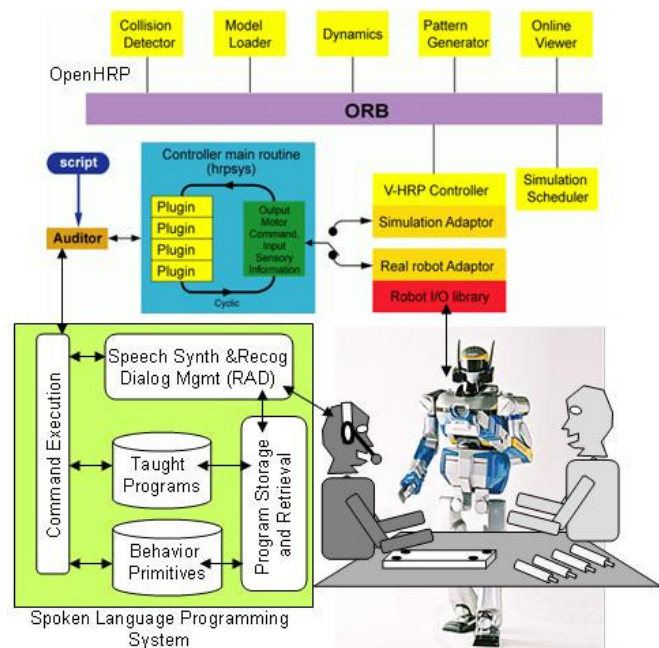 Collision
Detector
Model
Loader
Dynamics
Pattern
Generator
Online
Viewer
OpenHRP
ORB
script
Auditor
Controller main routine
(hrpsys)
Plugin
Plugin
Plugin
Plugin
Output
Motor
Command,
Input
Sensory
Information
Cyclic
V-HRP Controller
Simulation Adaptor
Real robot Adaptor
Robot I/O library
Simulation
Scheduler
Command Execution
Speech Synth &Recog
Dialog Mgmt (RAD)
Taught
Programs
Behavior
Primitives
Program Storage
and Retrieval
Spoken Language Programming
System